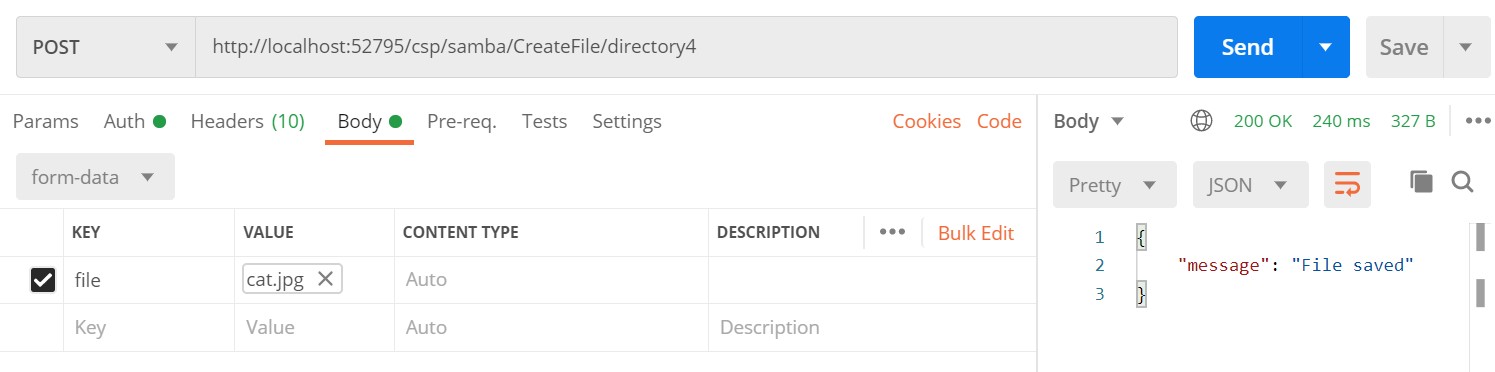 POST http://localhost:52795/csp/samba/CreateFile/directory4 Send Save
Params Auth Headers (10) Body Pre-req. Tests Settings Cookies Code
form-data
KEY VALUE CONTENT TYPE DESCRIPTION ••• Bulk Edit
file cat.jpg Auto
Key Value Auto Description
Body 200 OK 240 ms 327 B •••
Pretty JSON
1 {
2 "message": "File saved"
3 }